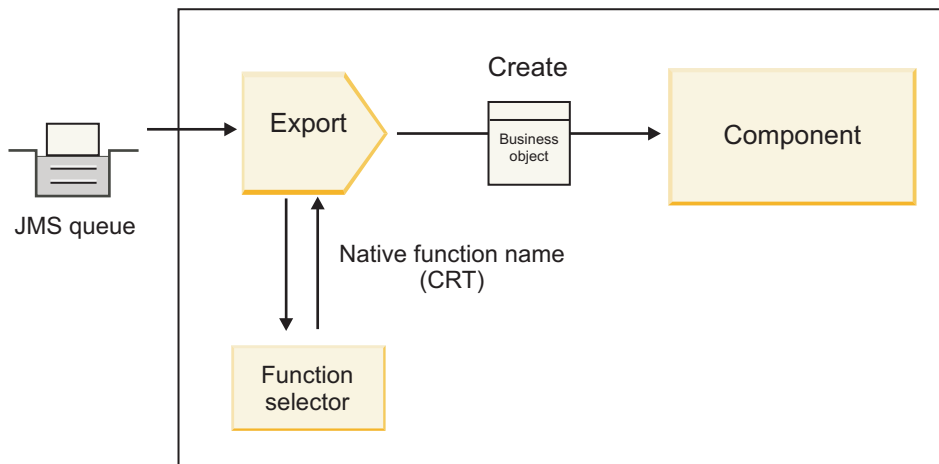 Create
Export
Business
object
Component
JMS queue
Native function name
(CRT)
Function
selector